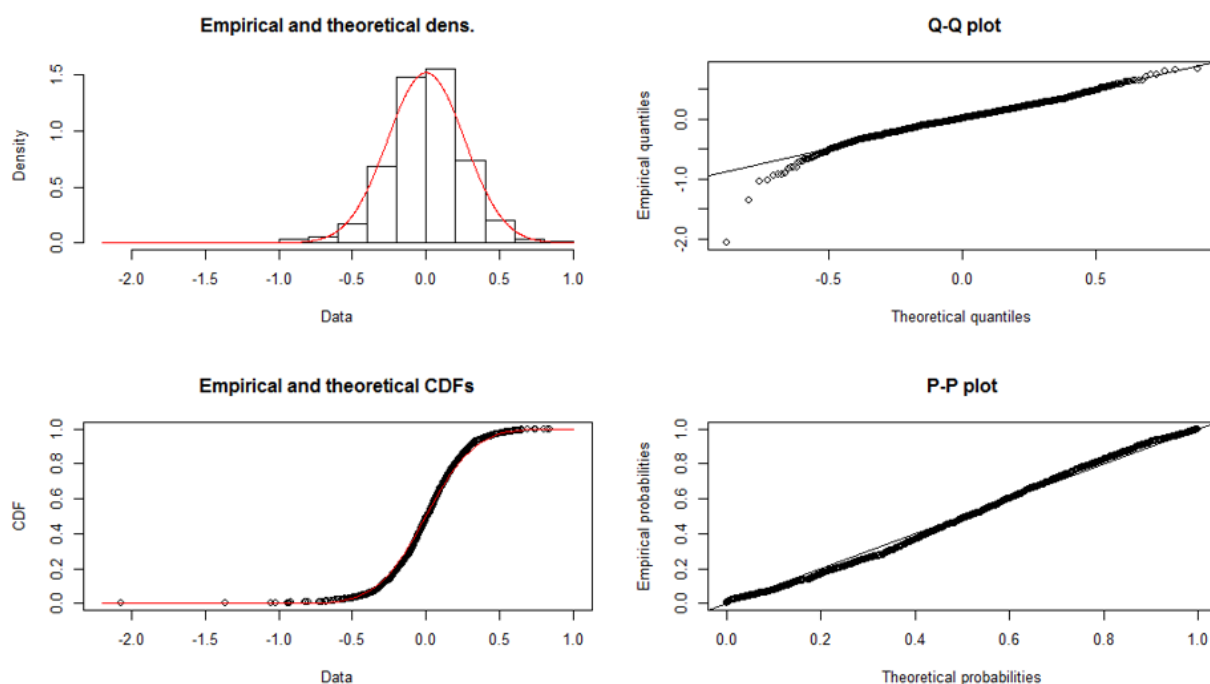 Empirical and theoretical dens.
Density
0.0 0.5 1.0 1.5
-2.0 -1.5 -1.0 -0.5 0.0 0.5 1.0
Data
Q-Q plot
Empirical quantiles
-2.0 -1.0 0.0
-0.5 0.0 0.5
Theoretical quantiles
Empirical and theoretical CDFs
CDF
0.0 0.2 0.4 0.6 0.8 1.0
-2.0 -1.5 -1.0 -0.5 0.0 0.5 1.0
Data
P-P plot
Empirical probabilities
0.0 0.2 0.4 0.6 0.8 1.0
0.0 0.2 0.4 0.6 0.8 1.0
Theoretical probabilities